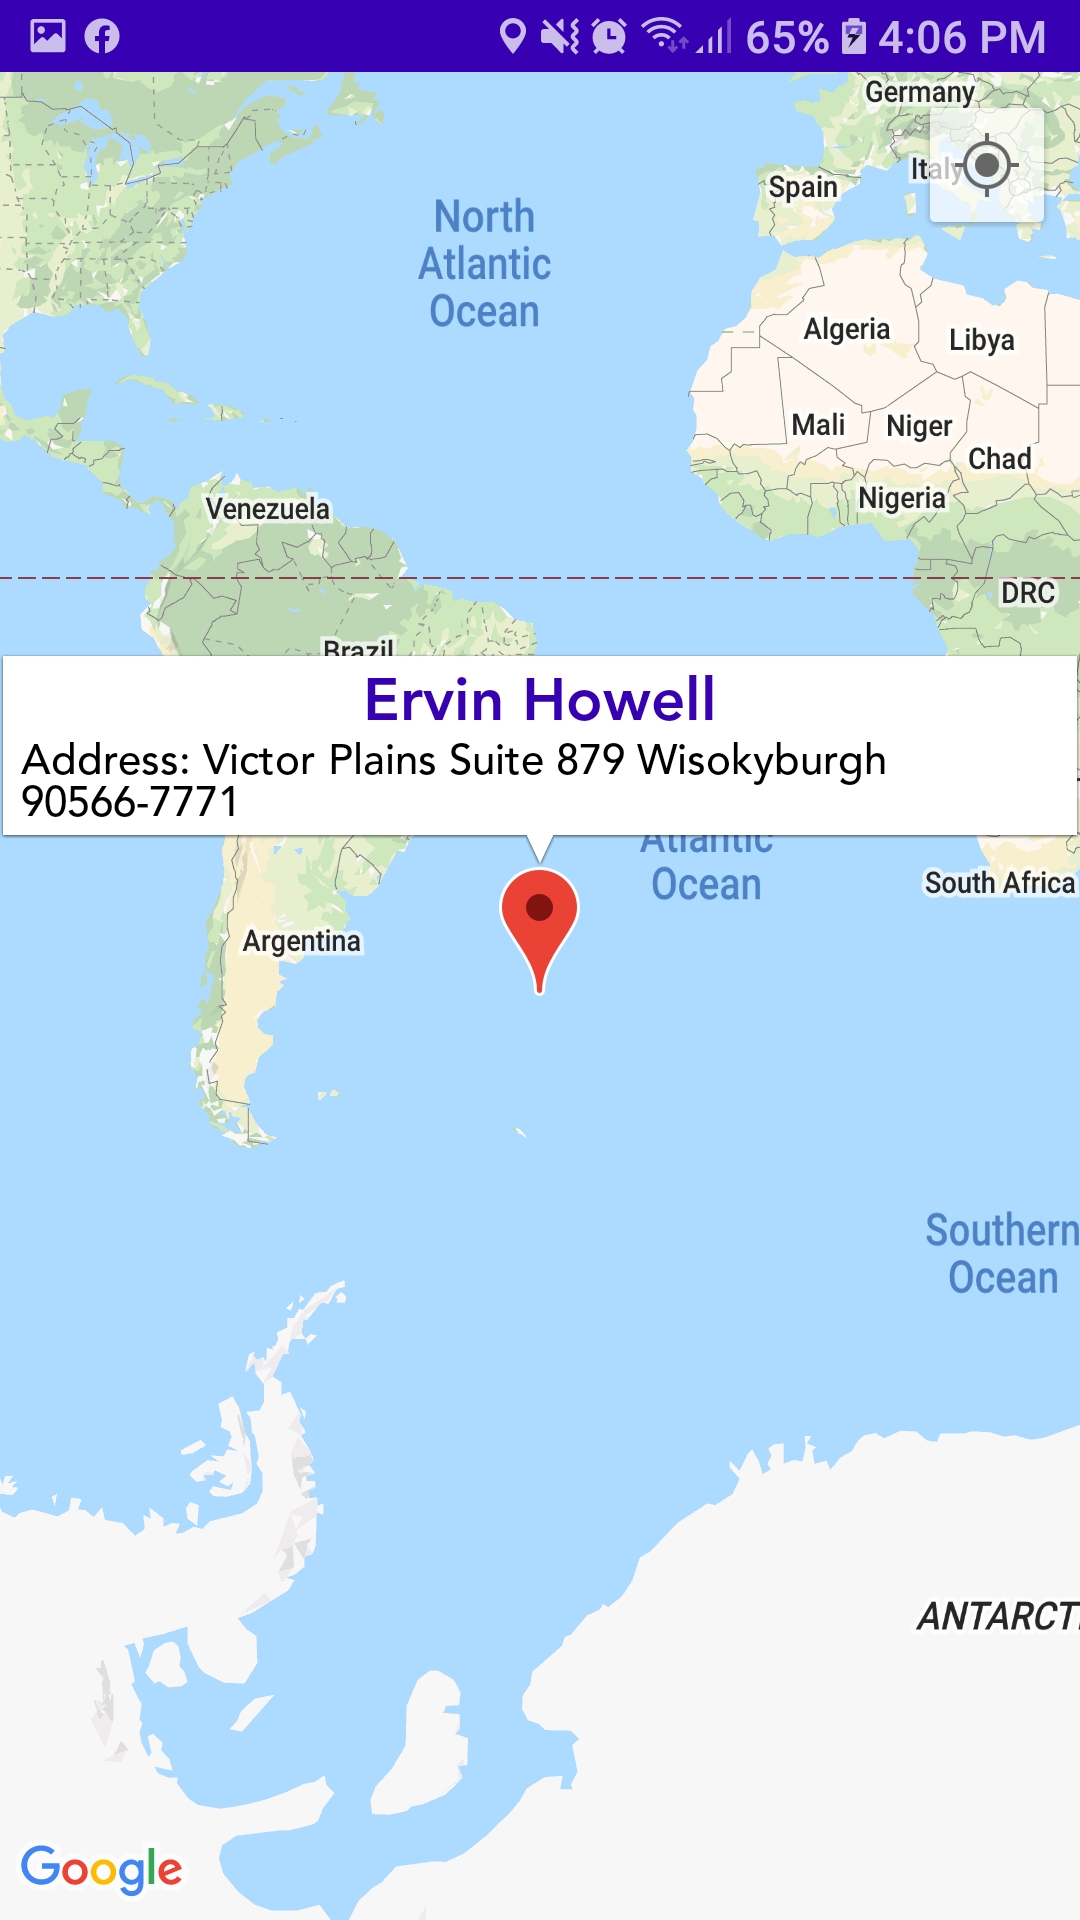 65% 4:06 PM
Germany
Italy
Spain
North
Atlantic
Ocean
Algeria
Libya
Mali
Niger
Chad
Nigeria
Venezuela
DRC
Brazil
Ervin Howell
Address: Victor Plains Suite 879 Wisokyburgh
90566-7771
Atlantic
Ocean
South Africa
Argentina
Southern
Ocean
ANTARCTI
Google